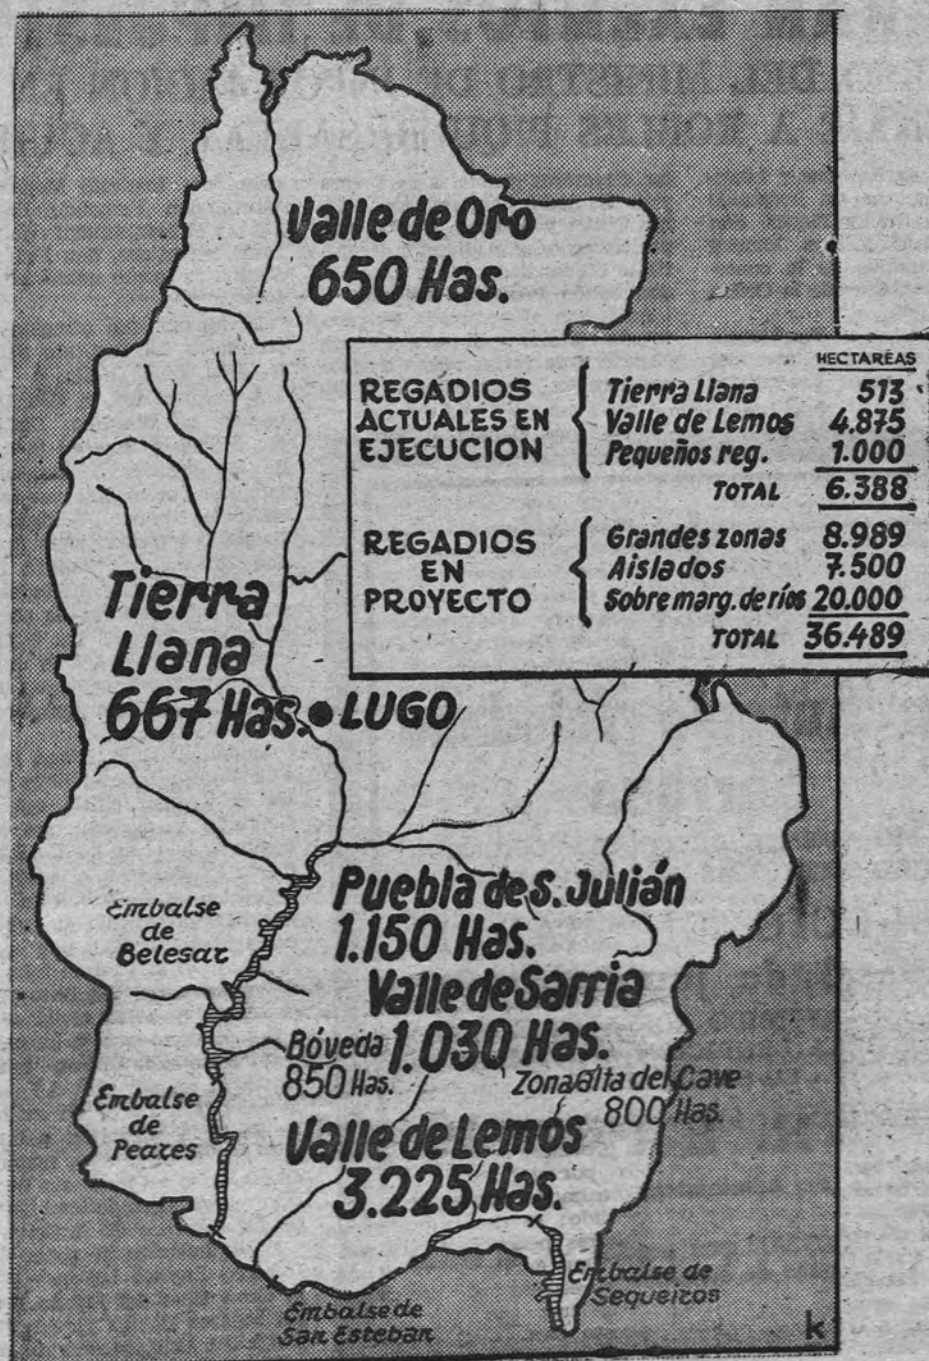 Valle de Oro
650 Has.
HECTARÉAS
REGADIOS
ACTUALES EN
EJECUCION
Tierra Llana 513
Valle de Lemos 4.875
Pequeños reg. 1.000
TOTAL 6.388
REGADIOS
EN
PROYECTO
Grandes zonas 8.989
Aislados 7.500
Sobre marg. de ríos 20.000
TOTAL 36.489
Tierra
Llana
667 Has.
LUGO
Embalse
de
Belesar
Puebla de S. Julián
1.150 Has.
Valle de Sarria
1.030 Has.
Bóveda
850 Has.
Zona Alta del Cave
800 Has.
Embalse
de
Peares
Valle de Lemos
3.225 Has.
Embalse de
Sequeiros
Embalse de
San Esteban
k